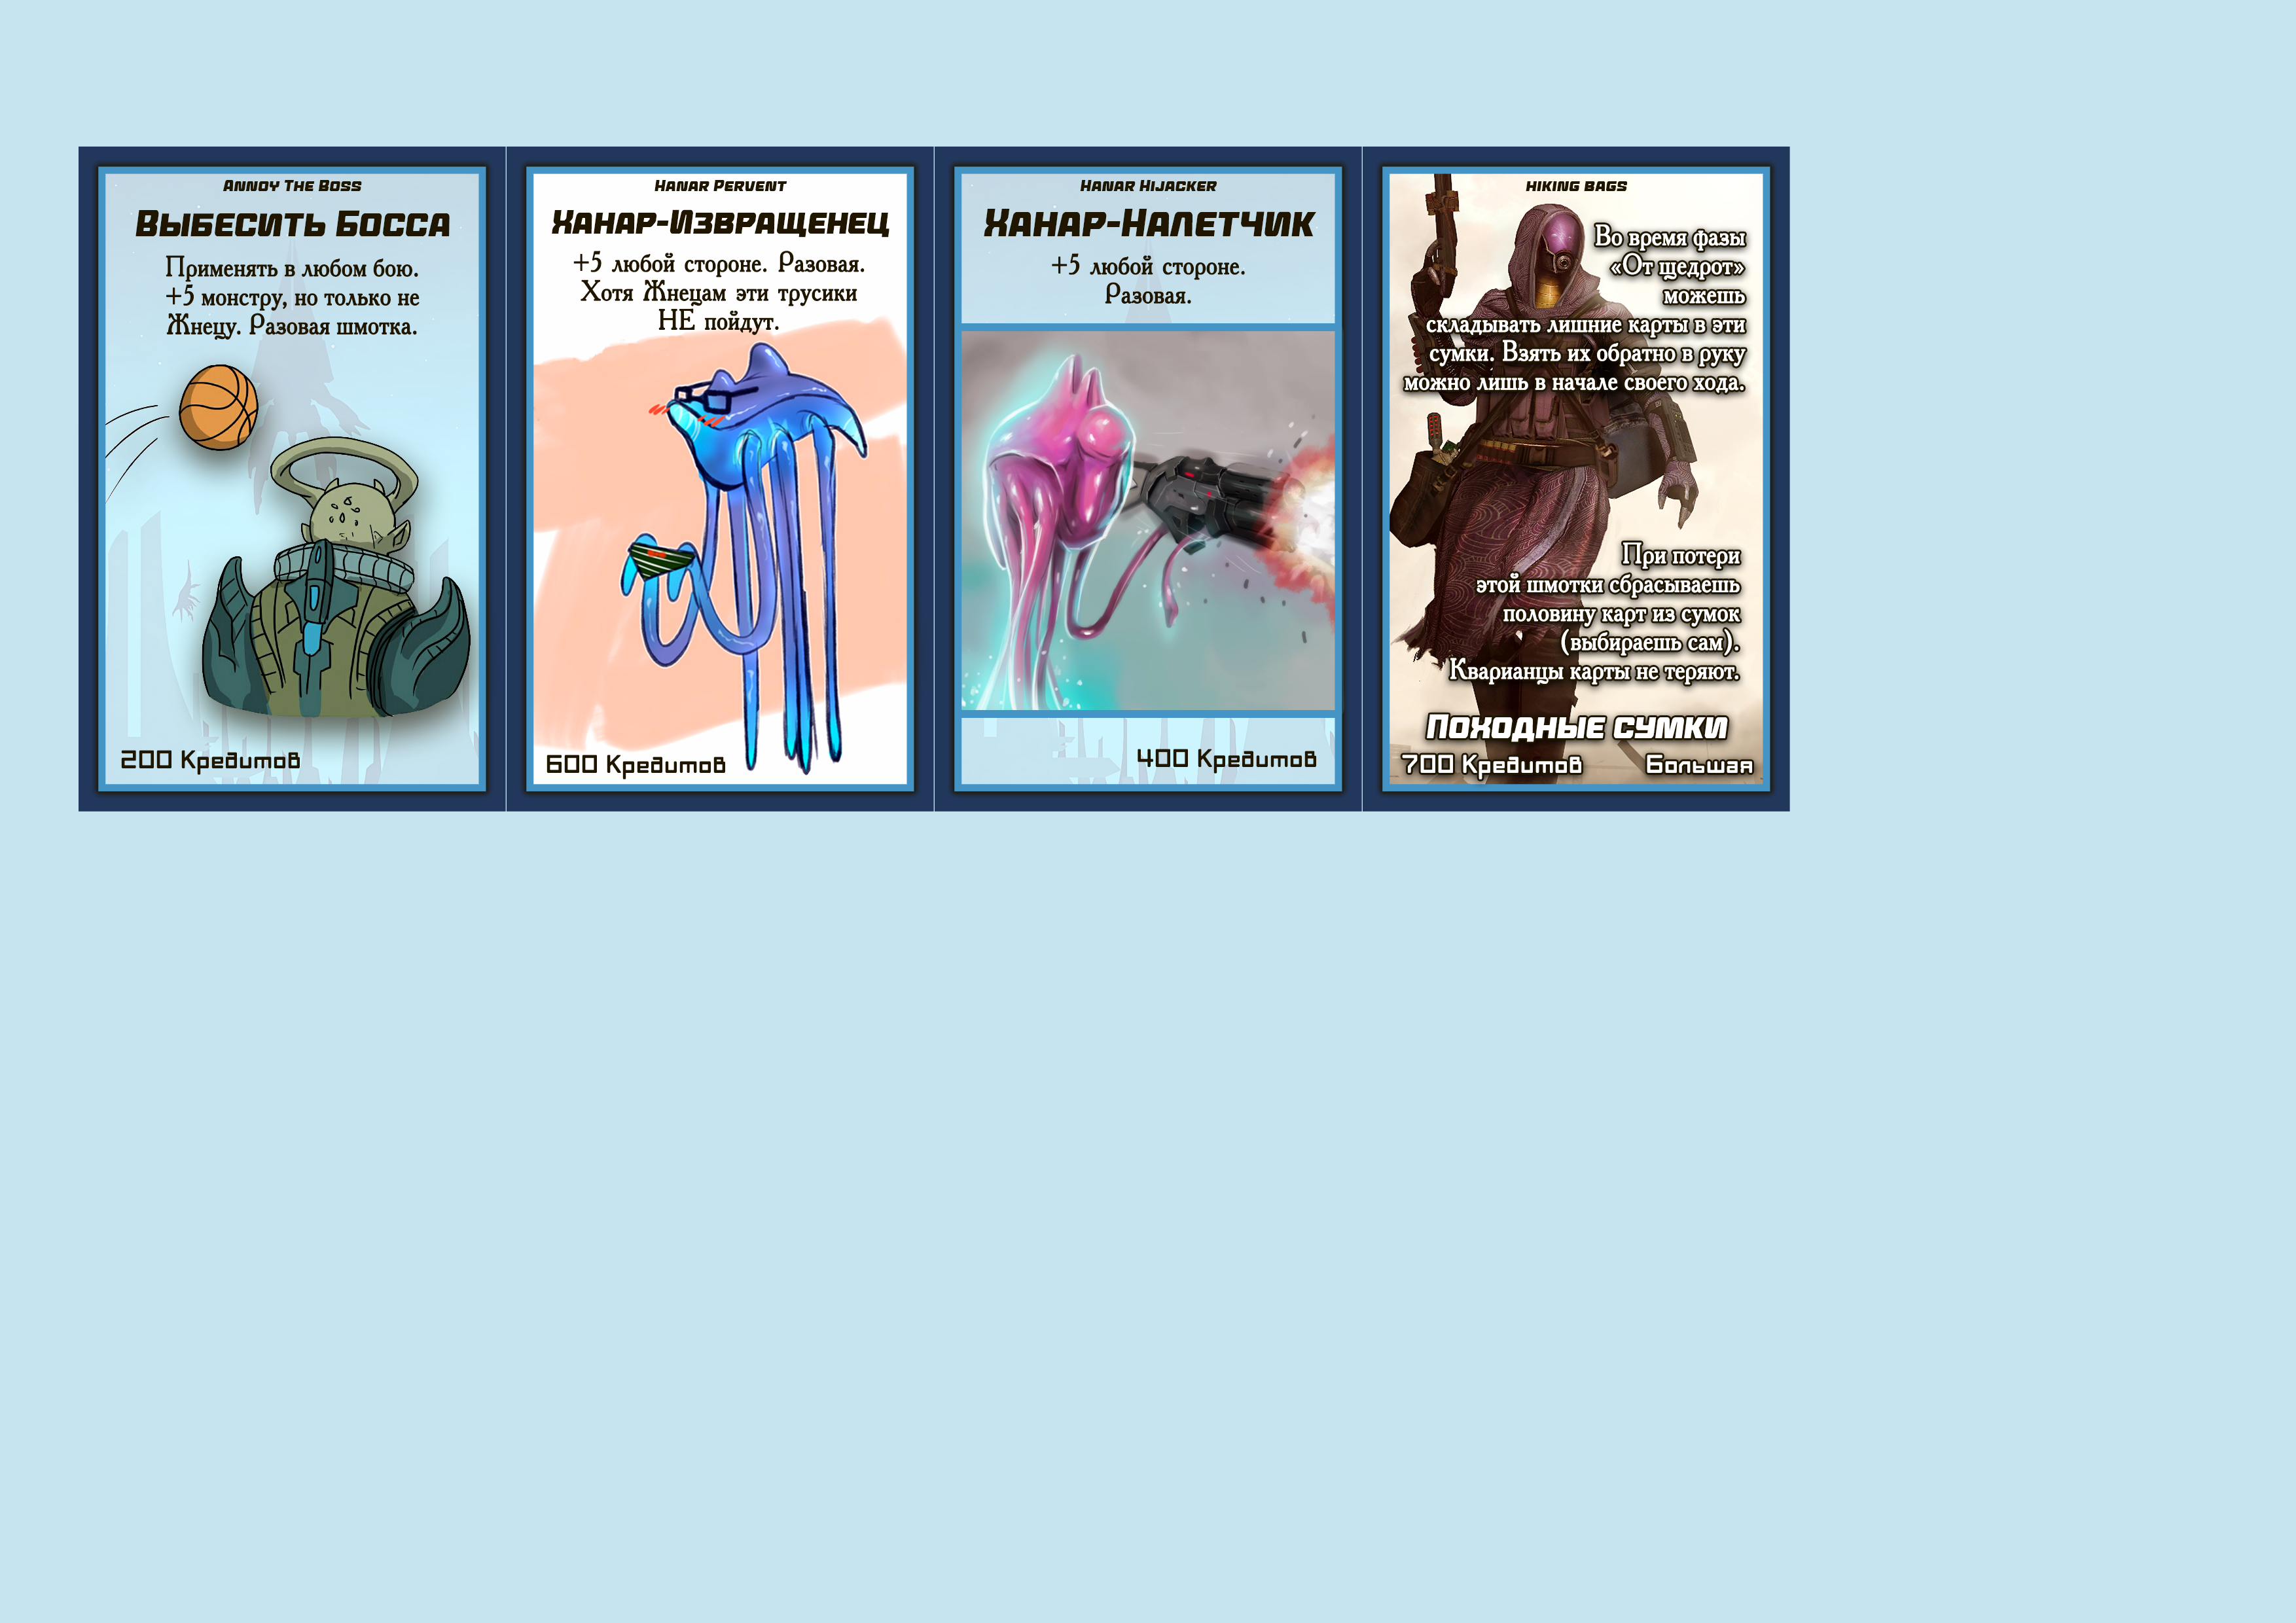 Annoy The Boss
Выбесить Босса
Применять в любом бою.
+5 монстру, но только не
Жнецу. Разовая шмотка.
200 Кредитов
Hanar Pervent
Ханар-Извращенец
+5 любой стороне. Разовая.
Хотя Жнецам эти трусики
НЕ пойдут.
600 Кредитов
Hanar Hijacker
Ханар-Налетчик
+5 любой стороне.
Разовая.
400 Кредитов
HIKING BAGS
Во время фазы
«От щедрот»
можешь
складывать лишние карты в эти
сумки. Взять их обратно в руку
можно лишь в начале своего хода.
При потери
этой шмотки сбрасываешь
половину карт из сумок
(выбираешь сам).
Кварианцы карты не теряют.
Походные сумки
700 Кредитов Большая